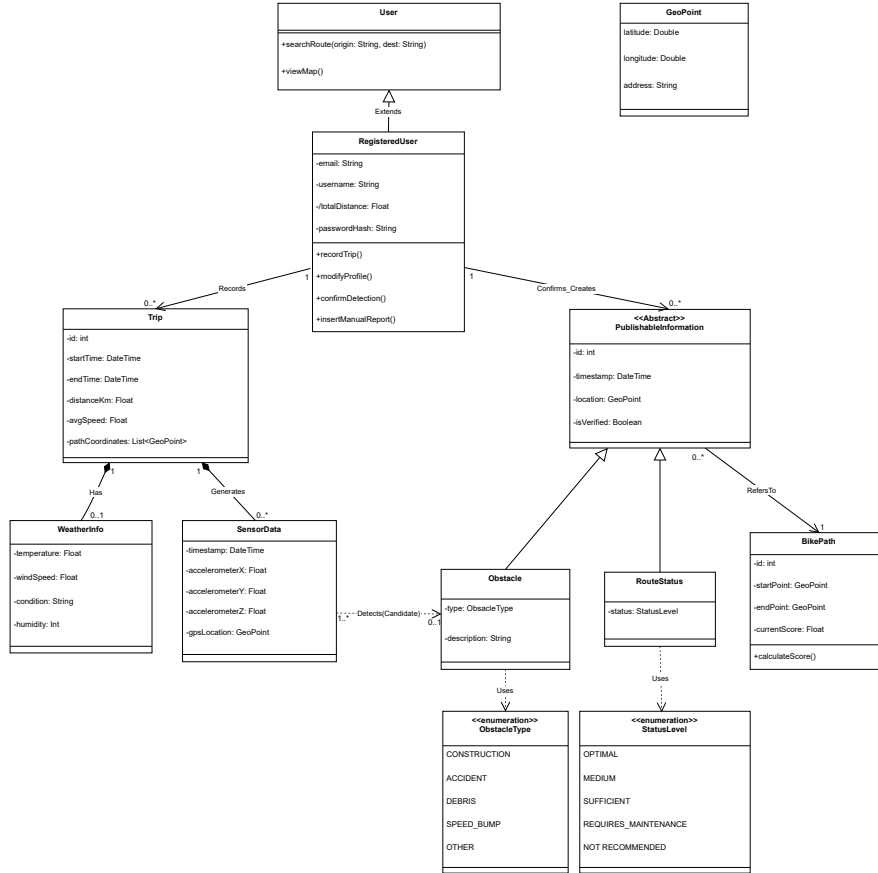 User
+searchRoute(origin: String, dest: String)
+viewMap()
GeoPoint
latitude: Double
longitude: Double
address: String
Extends
RegisteredUser
-email: String
-username: String
-/totalDistance: Float
-passwordHash: String
+recordTrip()
+modifyProfile()
+confirmDetection()
+insertManualReport()
1
Records
0..*
1
Confirms_Creates
0..*
Trip
-id: int
-startTime: DateTime
-endTime: DateTime
-distanceKm: Float
-avgSpeed: Float
-pathCoordinates: List<GeoPoint>
<<Abstract>>
PublishableInformation
-id: int
-timestamp: DateTime
-location: GeoPoint
-isVerified: Boolean
1
Has
0..1
1
Generates
0..*
0..*
RefersTo
1
WeatherInfo
-temperature: Float
-windSpeed: Float
-condition: String
-humidity: Int
SensorData
-timestamp: DateTime
-accelerometerX: Float
-accelerometerY: Float
-accelerometerZ: Float
-gpsLocation: GeoPoint
1..*
Detects(Candidate)
0..1
Obstacle
-type: ObsacleType
-description: String
RouteStatus
-status: StatusLevel
BikePath
-id: int
-startPoint: GeoPoint
-endPoint: GeoPoint
-currentScore: Float
+calculateScore()
Uses
Uses
<<enumeration>>
ObstacleType
CONSTRUCTION
ACCIDENT
DEBRIS
SPEED_BUMP
OTHER
<<enumeration>>
StatusLevel
OPTIMAL
MEDIUM
SUFFICIENT
REQUIRES_MAINTENANCE
NOT RECOMMENDED